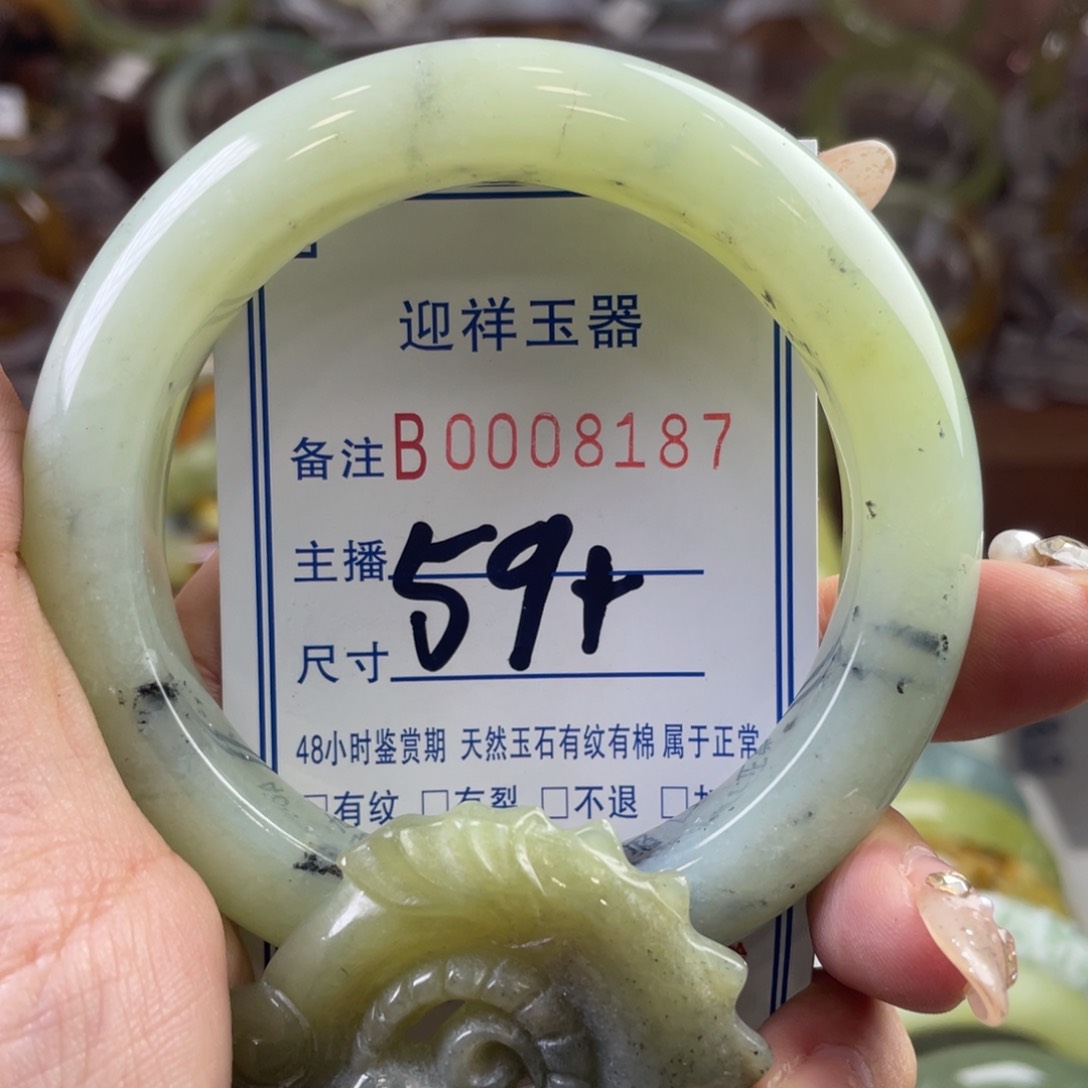 迎祥玉器
备注B0008187
主播59+
尺寸
48小时鉴赏期 天然玉石有纹有棉 属于正常
□有纹 □有裂 □不退 □